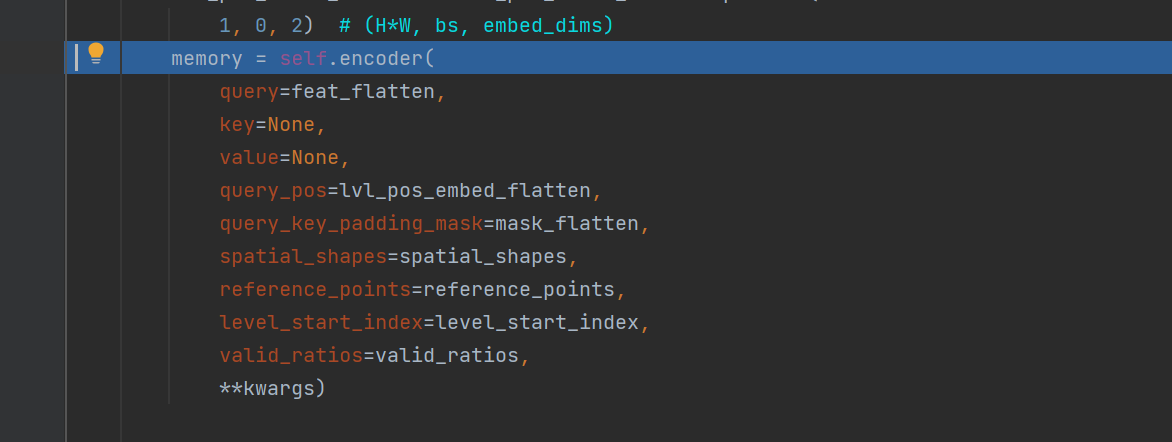 1, 0, 2)  # (H*W, bs, embed_dims)
memory = self.encoder(
query=feat_flatten,
key=None,
value=None,
query_pos=lvl_pos_embed_flatten,
query_key_padding_mask=mask_flatten,
spatial_shapes=spatial_shapes,
reference_points=reference_points,
level_start_index=level_start_index,
valid_ratios=valid_ratios,
**kwargs)